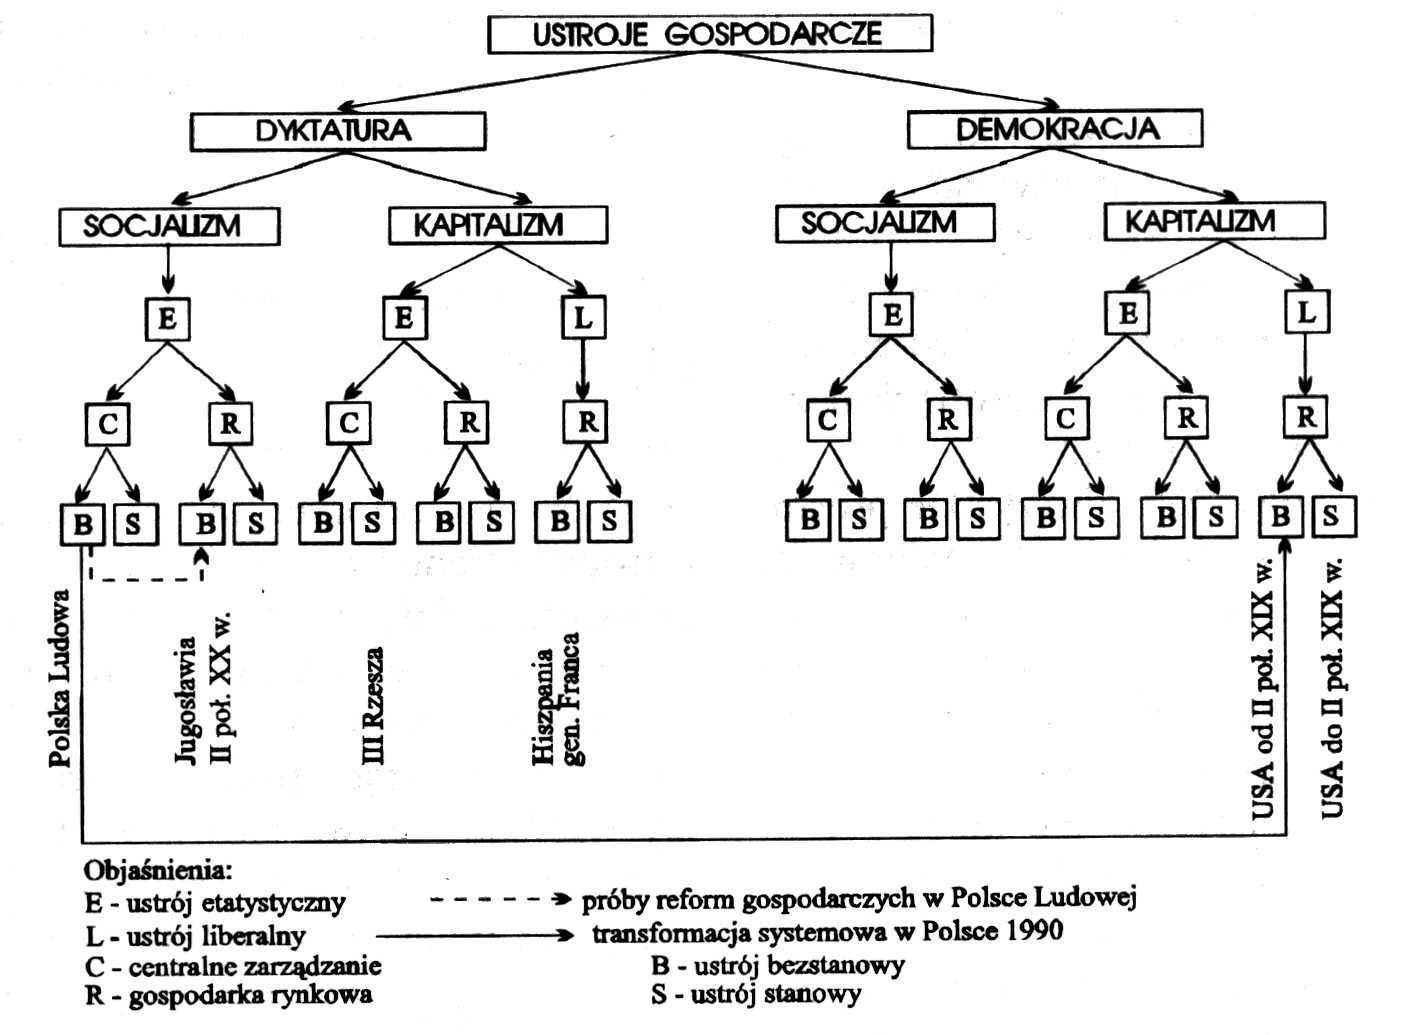 USTROJE GOSPODARCZE
DYKTATURA
DEMOKRACJA
SOCJALIZM
KAPITALIZM
SOCJALIZM
KAPITALIZM
E
E
L
E
E
L
C
R
C
R
R
C
R
C
R
R
B
S
B
S
B
S
B
S
B
S
B
S
B
S
B
S
B
S
B
S
Polska Ludowa
Jugosławia
II poł. XX w.
III Rzesza
Hiszpania
gen. Franca
USA od II poł. XIX w.
USA do II poł. XIX w.
Objaśnienia:
E - ustrój etatystyczny
próby reform gospodarczych w Polsce Ludowej
L - ustrój liberalny
transformacja systemowa w Polsce 1990
C - centralne zarządzanie
B - ustrój bezstanowy
R - gospodarka rynkowa
S - ustrój stanowy